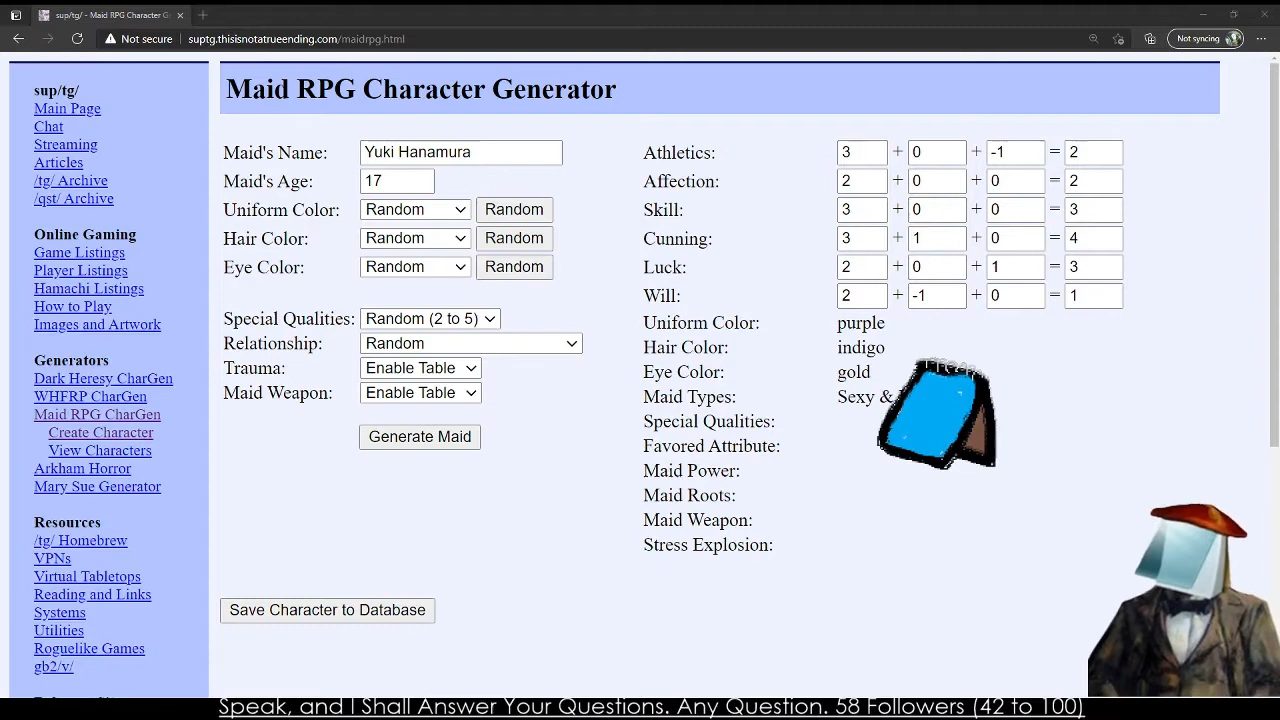 sup/tg/ - Maid RPG Character G
Not secure
suptg.thisisnotatrueending.com/maidrpg.html
Not syncing
sup/tg/
Main Page
Chat
Streaming
Articles
/tg/ Archive
/qst/ Archive
Online Gaming
Game Listings
Player Listings
Hamachi Listings
How to Play
Images and Artwork
Generators
Dark Heresy CharGen
WHFRP CharGen
Maid RPG CharGen
Create Character
View Characters
Arkham Horror
Mary Sue Generator
Resources
/tg/ Homebrew
VPNs
Virtual Tabletops
Reading and Links
Systems
Utilities
Roguelike Games
gb2/v/
Maid RPG Character Generator
Maid's Name: Yuki Hanamura
Maid's Age: 17
Uniform Color: Random Random
Hair Color: Random Random
Eye Color: Random Random
Special Qualities: Random (2 to 5)
Relationship: Random
Trauma: Enable Table
Maid Weapon: Enable Table
Generate Maid
Save Character to Database
Athletics: 3 + 0 + -1 = 2
Affection: 2 + 0 + 0 = 2
Skill: 3 + 0 + 0 = 3
Cunning: 3 + 1 + 0 = 4
Luck: 2 + 0 + 1 = 3
Will: 2 + -1 + 0 = 1
Uniform Color: purple
Hair Color: indigo
Eye Color: gold
Maid Types: Sexy &
Special Qualities:
Favored Attribute:
Maid Power:
Maid Roots:
Maid Weapon:
Stress Explosion:
Speak, and I Shall Answer Your Questions. Any Question. 58 Followers (42 to 100)